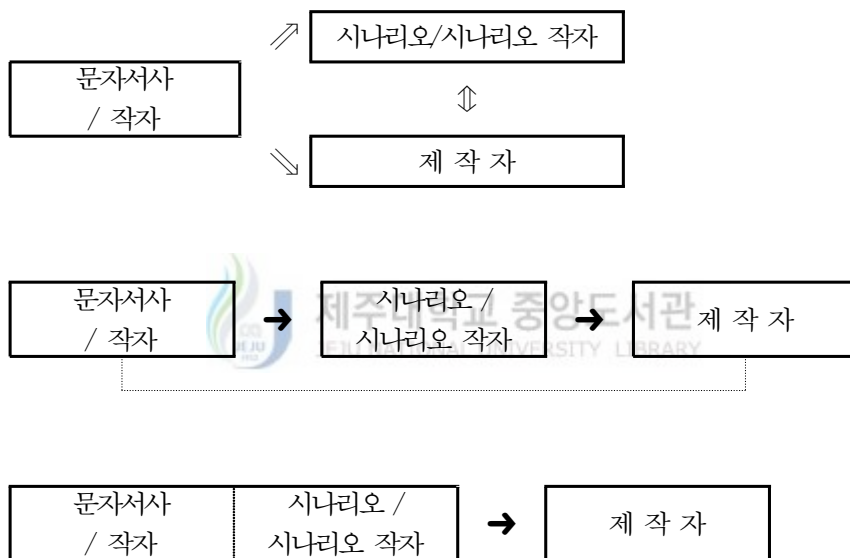 시나리오/시나리오 작자
문자서사
/ 작자
⇕
제 작 자
문자서사
/ 작자
➔
시나리오 /
시나리오 작자
➔
제 작 자
제주대학교 중앙도서관
JEJU NATIONAL UNIVERSITY LIBRARY
JEJU
1952
문자서사
/ 작자
시나리오 /
시나리오 작자
➔
제 작 자